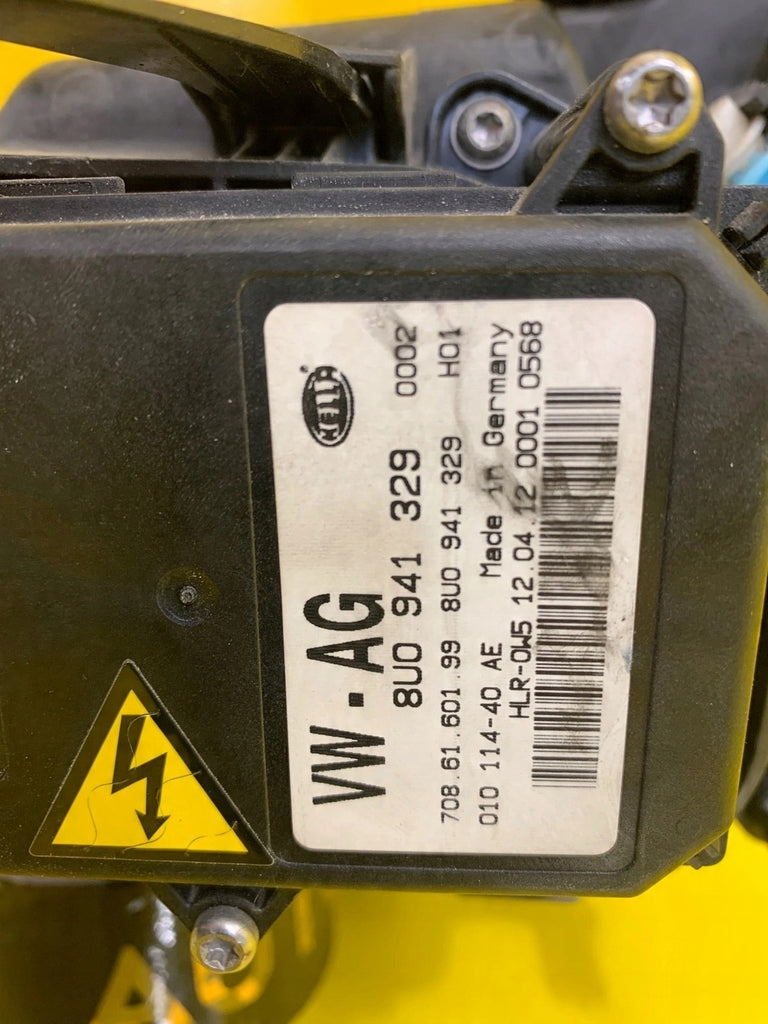 HELLA
VW·AG
8U0 941 329 0002
708.61.601.99 8U0 941 329 H01
010 114-40 AE Made in Germany
HLR-0W5 12.04.12 0001 0568